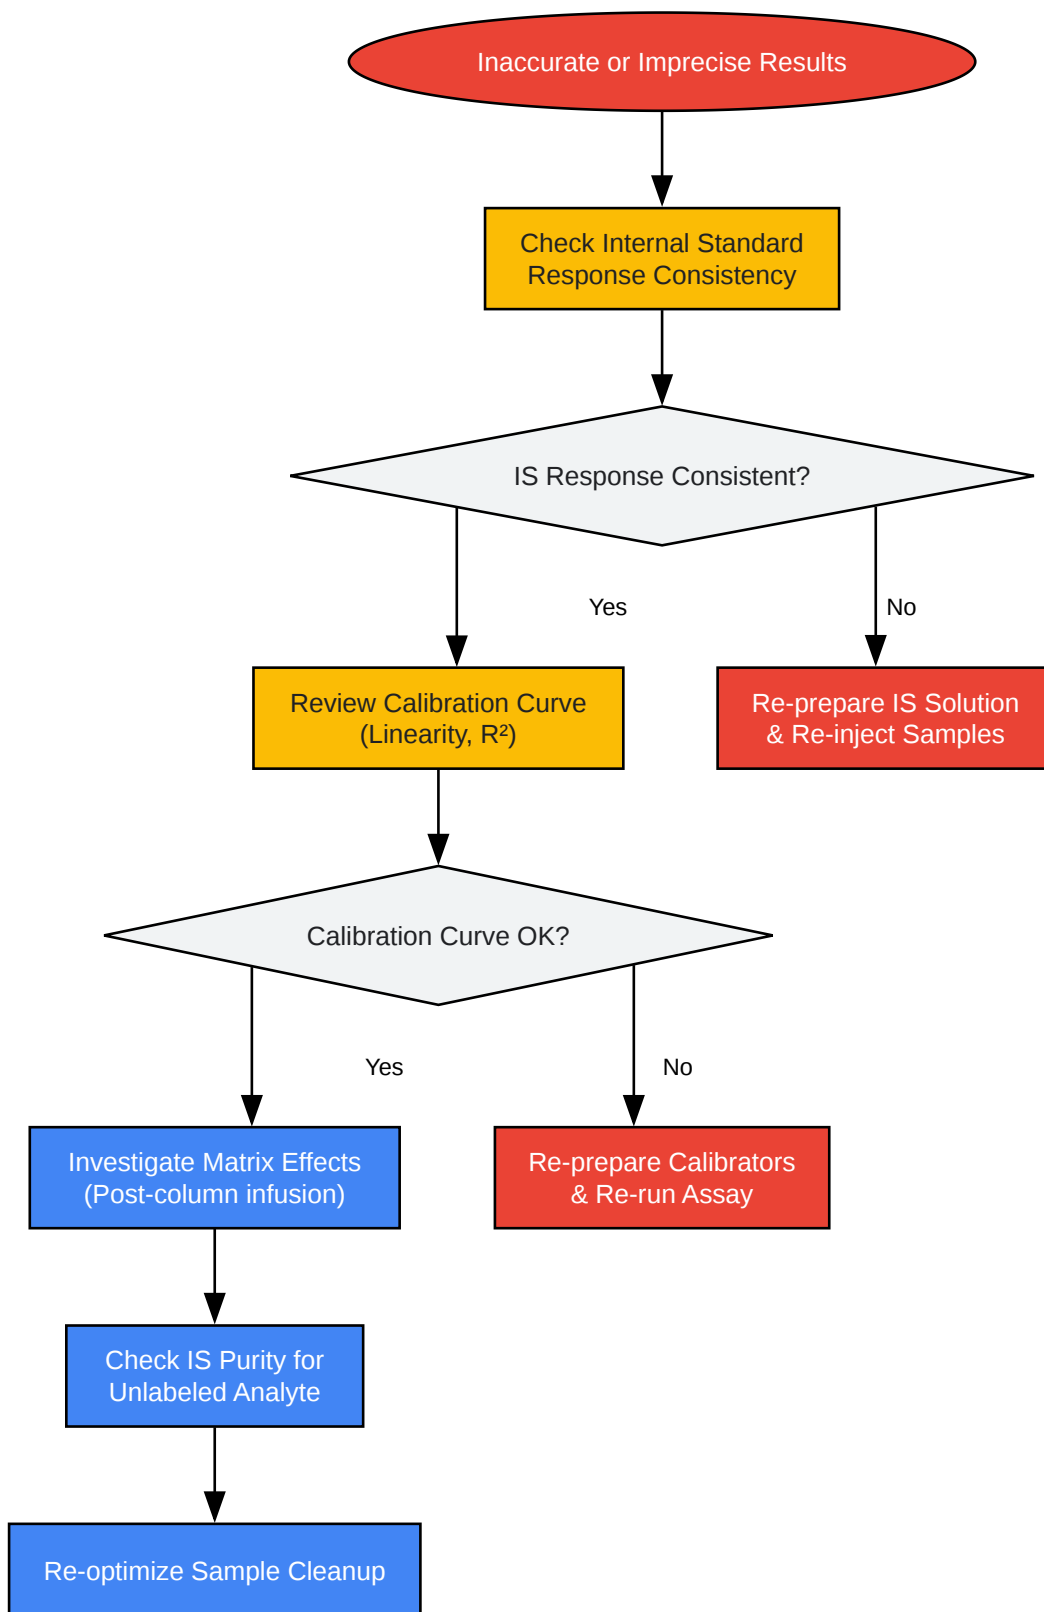 Inaccurate or Imprecise Results
Check Internal Standard
Response Consistency
IS Response Consistent?
Yes
No
Review Calibration Curve
(Linearity, R²)
Re-prepare IS Solution
& Re-inject Samples
Calibration Curve OK?
Yes
No
Investigate Matrix Effects
(Post-column infusion)
Re-prepare Calibrators
& Re-run Assay
Check IS Purity for
Unlabeled Analyte
Re-optimize Sample Cleanup